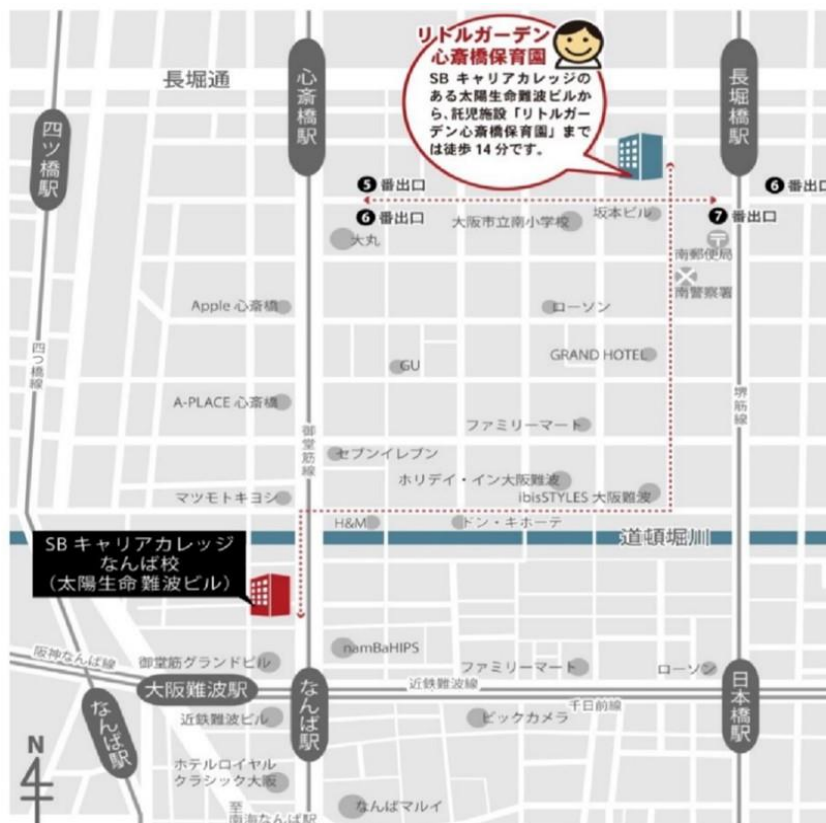 リトルガーデン
心斎橋保育園
SB キャリアカレッジの
ある太陽生命難波ビルか
ら、託児施設「リトルガー
デン心斎橋保育園」まで
は徒歩 14 分です。
長堀通
心斎橋駅
長堀橋駅
四ツ橋駅
❺ 番出口
❻ 番出口
❻ 番出口
❼ 番出口
大阪市立南小学校
坂本ビル
大丸
南郵便局
南警察署
Apple 心斎橋
ローソン
四つ橋線
GU
GRAND HOTEL
A-PLACE 心斎橋
御堂筋線
堺筋線
ファミリーマート
セブンイレブン
ホリデイ・イン大阪難波
マツモトキヨシ
ibisSTYLES 大阪難波
H&M
ドン・キホーテ
道頓堀川
SB キャリアカレッジ
なんば校
（太陽生命難波ビル）
namBaHIPS
阪神なんば線
御堂筋グランドビル
ファミリーマート
ローソン
大阪難波駅
近鉄難波線
千日前線
なんば駅
なんば駅
日本橋駅
近鉄難波ビル
ビックカメラ
N
ホテルロイヤル
クラシック大阪
なんばマルイ
至
南海なんば駅